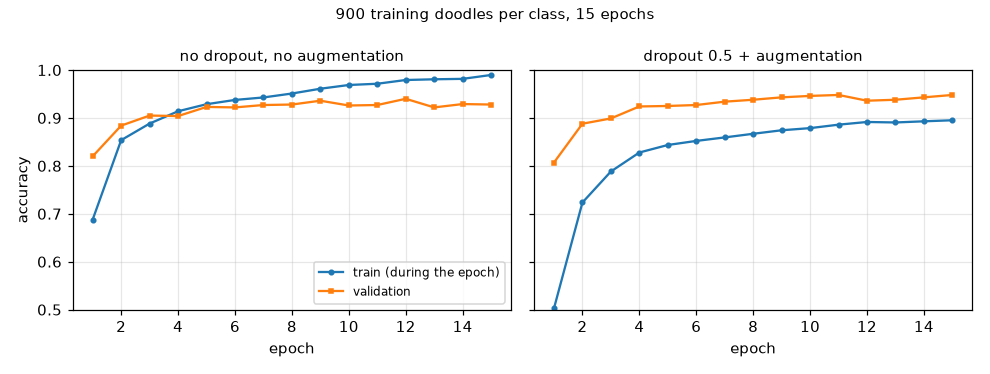 900 training doodles per class, 15 epochs
no dropout, no augmentation
dropout 0.5 + augmentation
1.0
0.9
0.8
0.7
0.6
0.5
accuracy
train (during the epoch)
validation
2 4 6 8 10 12 14
2 4 6 8 10 12 14
epoch
epoch